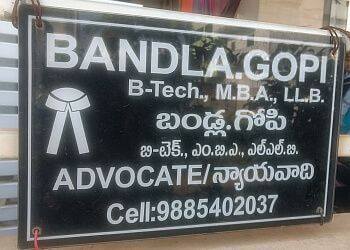 BANDLA.GOPI
B-Tech., M.B.A., LL.B.
బండ్ల.గోపి
బి-టెక్., ఎం.బి.ఎ., ఎల్ఎల్.బి.
ADVOCATE/న్యాయవాది
Cell:9885402037